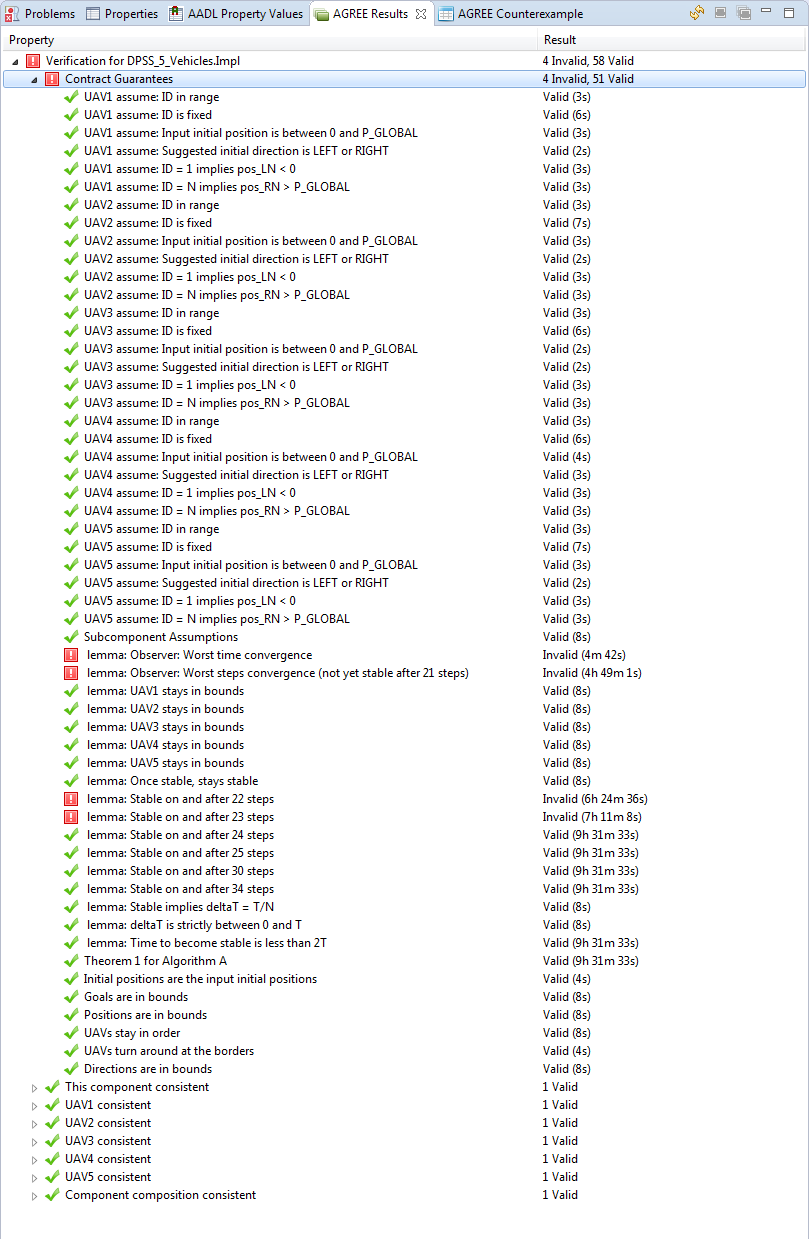 Problems Properties AADL Property Values AGREE Results AGREE Counterexample
Property Result
Verification for DPSS_5_Vehicles.Impl 4 Invalid, 58 Valid
Contract Guarantees 4 Invalid, 51 Valid
UAV1 assume: ID in range Valid (3s)
UAV1 assume: ID is fixed Valid (6s)
UAV1 assume: Input initial position is between 0 and P_GLOBAL Valid (3s)
UAV1 assume: Suggested initial direction is LEFT or RIGHT Valid (2s)
UAV1 assume: ID = 1 implies pos_LN < 0 Valid (3s)
UAV1 assume: ID = N implies pos_RN > P_GLOBAL Valid (3s)
UAV2 assume: ID in range Valid (3s)
UAV2 assume: ID is fixed Valid (7s)
UAV2 assume: Input initial position is between 0 and P_GLOBAL Valid (3s)
UAV2 assume: Suggested initial direction is LEFT or RIGHT Valid (2s)
UAV2 assume: ID = 1 implies pos_LN < 0 Valid (3s)
UAV2 assume: ID = N implies pos_RN > P_GLOBAL Valid (3s)
UAV3 assume: ID in range Valid (3s)
UAV3 assume: ID is fixed Valid (6s)
UAV3 assume: Input initial position is between 0 and P_GLOBAL Valid (2s)
UAV3 assume: Suggested initial direction is LEFT or RIGHT Valid (2s)
UAV3 assume: ID = 1 implies pos_LN < 0 Valid (3s)
UAV3 assume: ID = N implies pos_RN > P_GLOBAL Valid (3s)
UAV4 assume: ID in range Valid (3s)
UAV4 assume: ID is fixed Valid (6s)
UAV4 assume: Input initial position is between 0 and P_GLOBAL Valid (4s)
UAV4 assume: Suggested initial direction is LEFT or RIGHT Valid (3s)
UAV4 assume: ID = 1 implies pos_LN < 0 Valid (3s)
UAV4 assume: ID = N implies pos_RN > P_GLOBAL Valid (3s)
UAV5 assume: ID in range Valid (3s)
UAV5 assume: ID is fixed Valid (7s)
UAV5 assume: Input initial position is between 0 and P_GLOBAL Valid (3s)
UAV5 assume: Suggested initial direction is LEFT or RIGHT Valid (2s)
UAV5 assume: ID = 1 implies pos_LN < 0 Valid (3s)
UAV5 assume: ID = N implies pos_RN > P_GLOBAL Valid (3s)
Subcomponent Assumptions Valid (8s)
lemma: Observer: Worst time convergence Invalid (4m 42s)
lemma: Observer: Worst steps convergence (not yet stable after 21 steps) Invalid (4h 49m 1s)
lemma: UAV1 stays in bounds Valid (8s)
lemma: UAV2 stays in bounds Valid (8s)
lemma: UAV3 stays in bounds Valid (8s)
lemma: UAV4 stays in bounds Valid (8s)
lemma: UAV5 stays in bounds Valid (8s)
lemma: Once stable, stays stable Valid (8s)
lemma: Stable on and after 22 steps Invalid (6h 24m 36s)
lemma: Stable on and after 23 steps Invalid (7h 11m 8s)
lemma: Stable on and after 24 steps Valid (9h 31m 33s)
lemma: Stable on and after 25 steps Valid (9h 31m 33s)
lemma: Stable on and after 30 steps Valid (9h 31m 33s)
lemma: Stable on and after 34 steps Valid (9h 31m 33s)
lemma: Stable implies deltaT = T/N Valid (8s)
lemma: deltaT is strictly between 0 and T Valid (8s)
lemma: Time to become stable is less than 2T Valid (9h 31m 33s)
Theorem 1 for Algorithm A Valid (9h 31m 33s)
Initial positions are the input initial positions Valid (4s)
Goals are in bounds Valid (8s)
Positions are in bounds Valid (8s)
UAVs stay in order Valid (8s)
UAVs turn around at the borders Valid (4s)
Directions are in bounds Valid (8s)
This component consistent 1 Valid
UAV1 consistent 1 Valid
UAV2 consistent 1 Valid
UAV3 consistent 1 Valid
UAV4 consistent 1 Valid
UAV5 consistent 1 Valid
Component composition consistent 1 Valid